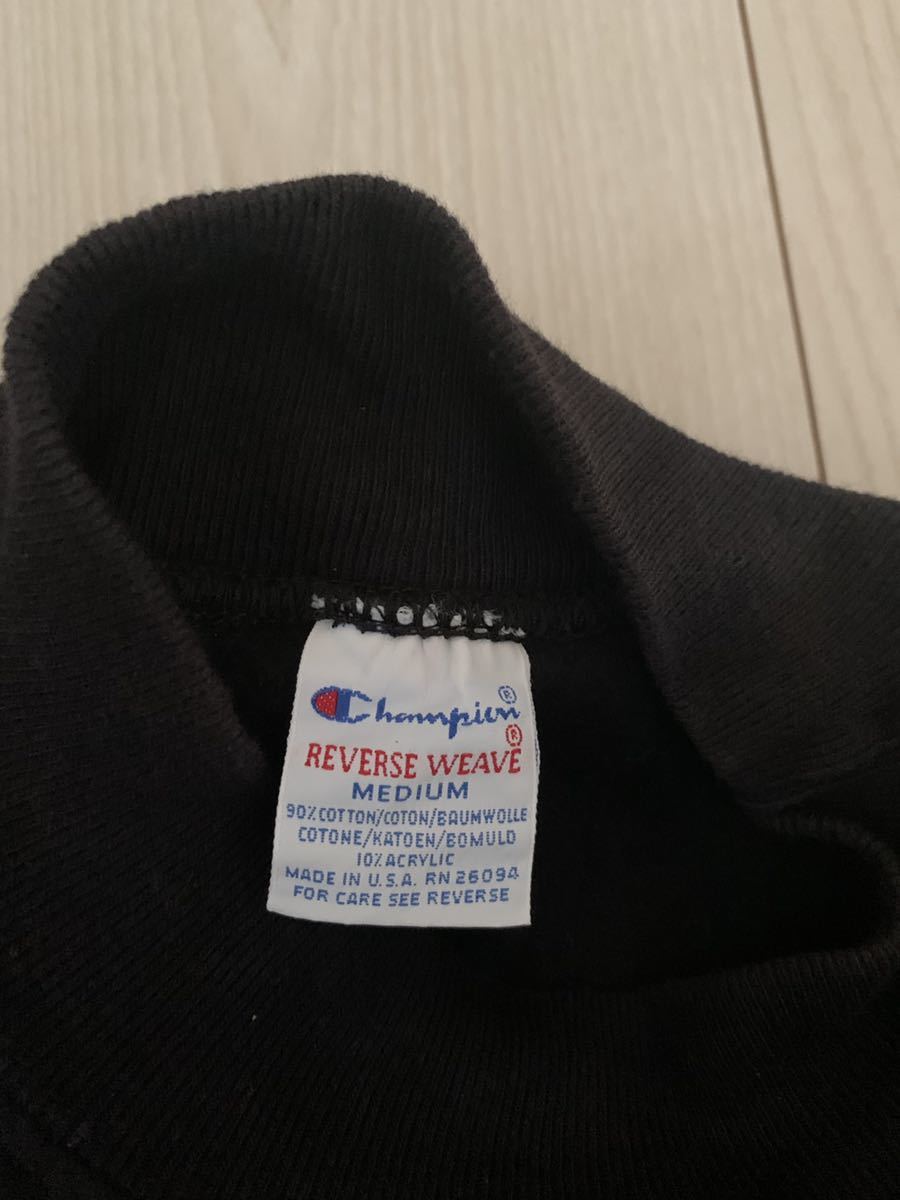 Champion®
REVERSE WEAVE®
MEDIUM
90% COTTON/COTON/BAUMWOLLE
COTONE/KATOEN/BOMULD
10% ACRYLIC
MADE IN U.S.A. RN 26094
FOR CARE SEE REVERSE